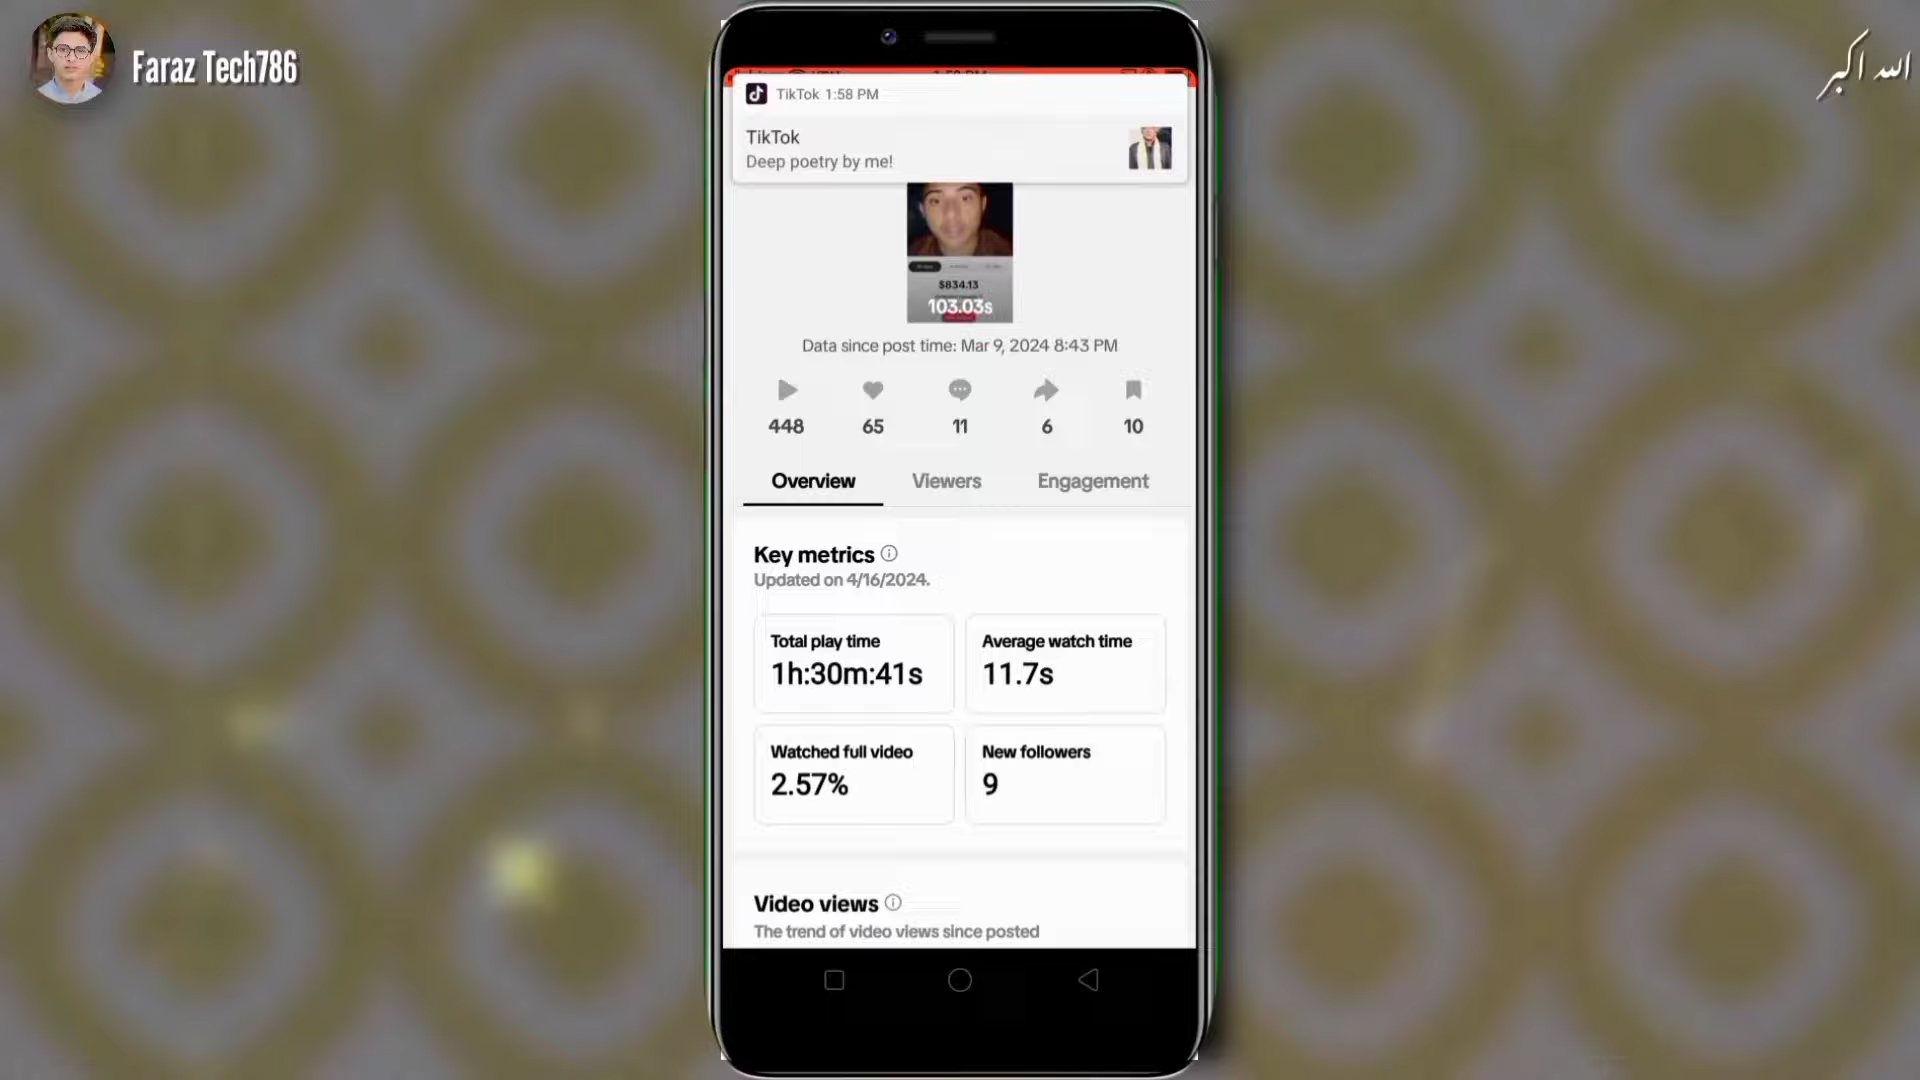 Faraz Tech786
الله اكبر
TikTok 1:58 PM
TikTok
Deep poetry by me!
$834.13
103.03s
Data since post time: Mar 9, 2024 8:43 PM
448 65 11 6 10
Overview Viewers Engagement
Key metrics
Updated on 4/16/2024.
Total play time Average watch time
1h:30m:41s 11.7s
Watched full video New followers
2.57% 9
Video views
The trend of video views since posted